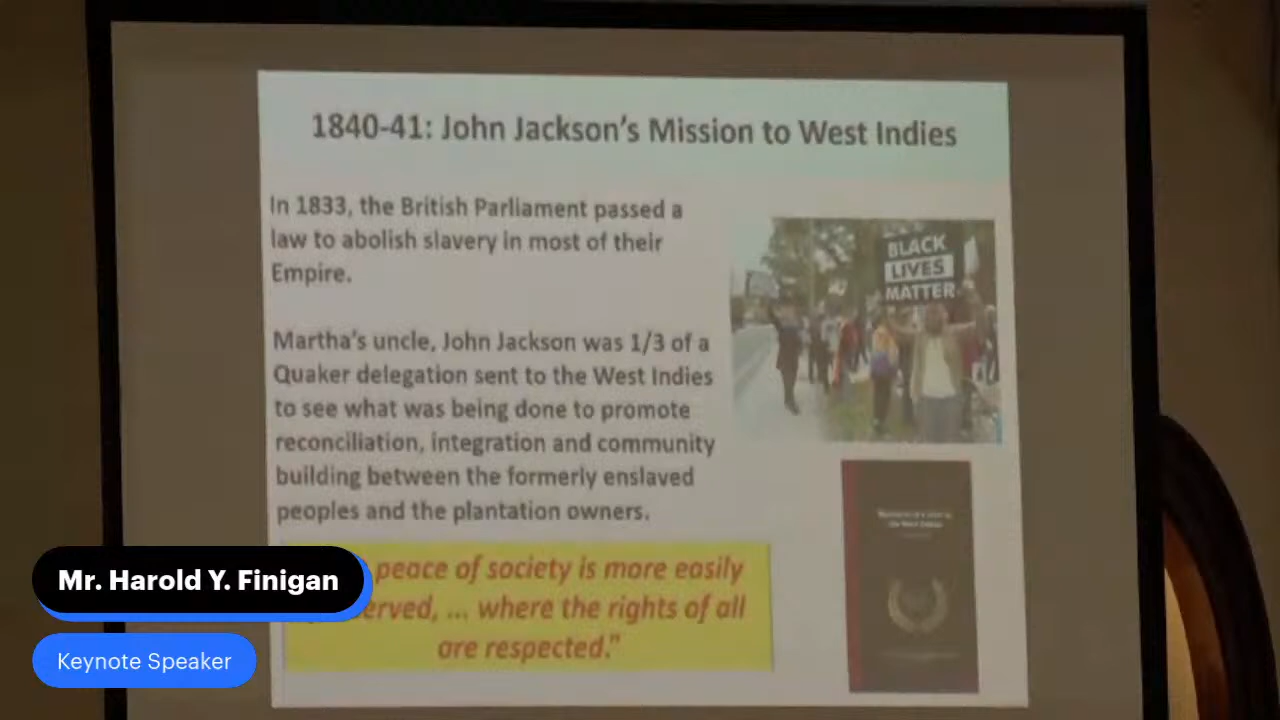 1840-41: John Jackson's Mission to West Indies
In 1833, the British Parliament passed a
law to abolish slavery in most of their
Empire.
Martha's uncle, John Jackson was 1/3 of a
Quaker delegation sent to the West Indies
to see what was being done to promote
reconciliation, integration and community
building between the formerly enslaved
peoples and the plantation owners.
peace of society is more easily
erved, ... where the rights of all
are respected."
BLACK
LIVES
MATTER
Mr. Harold Y. Finigan
Keynote Speaker